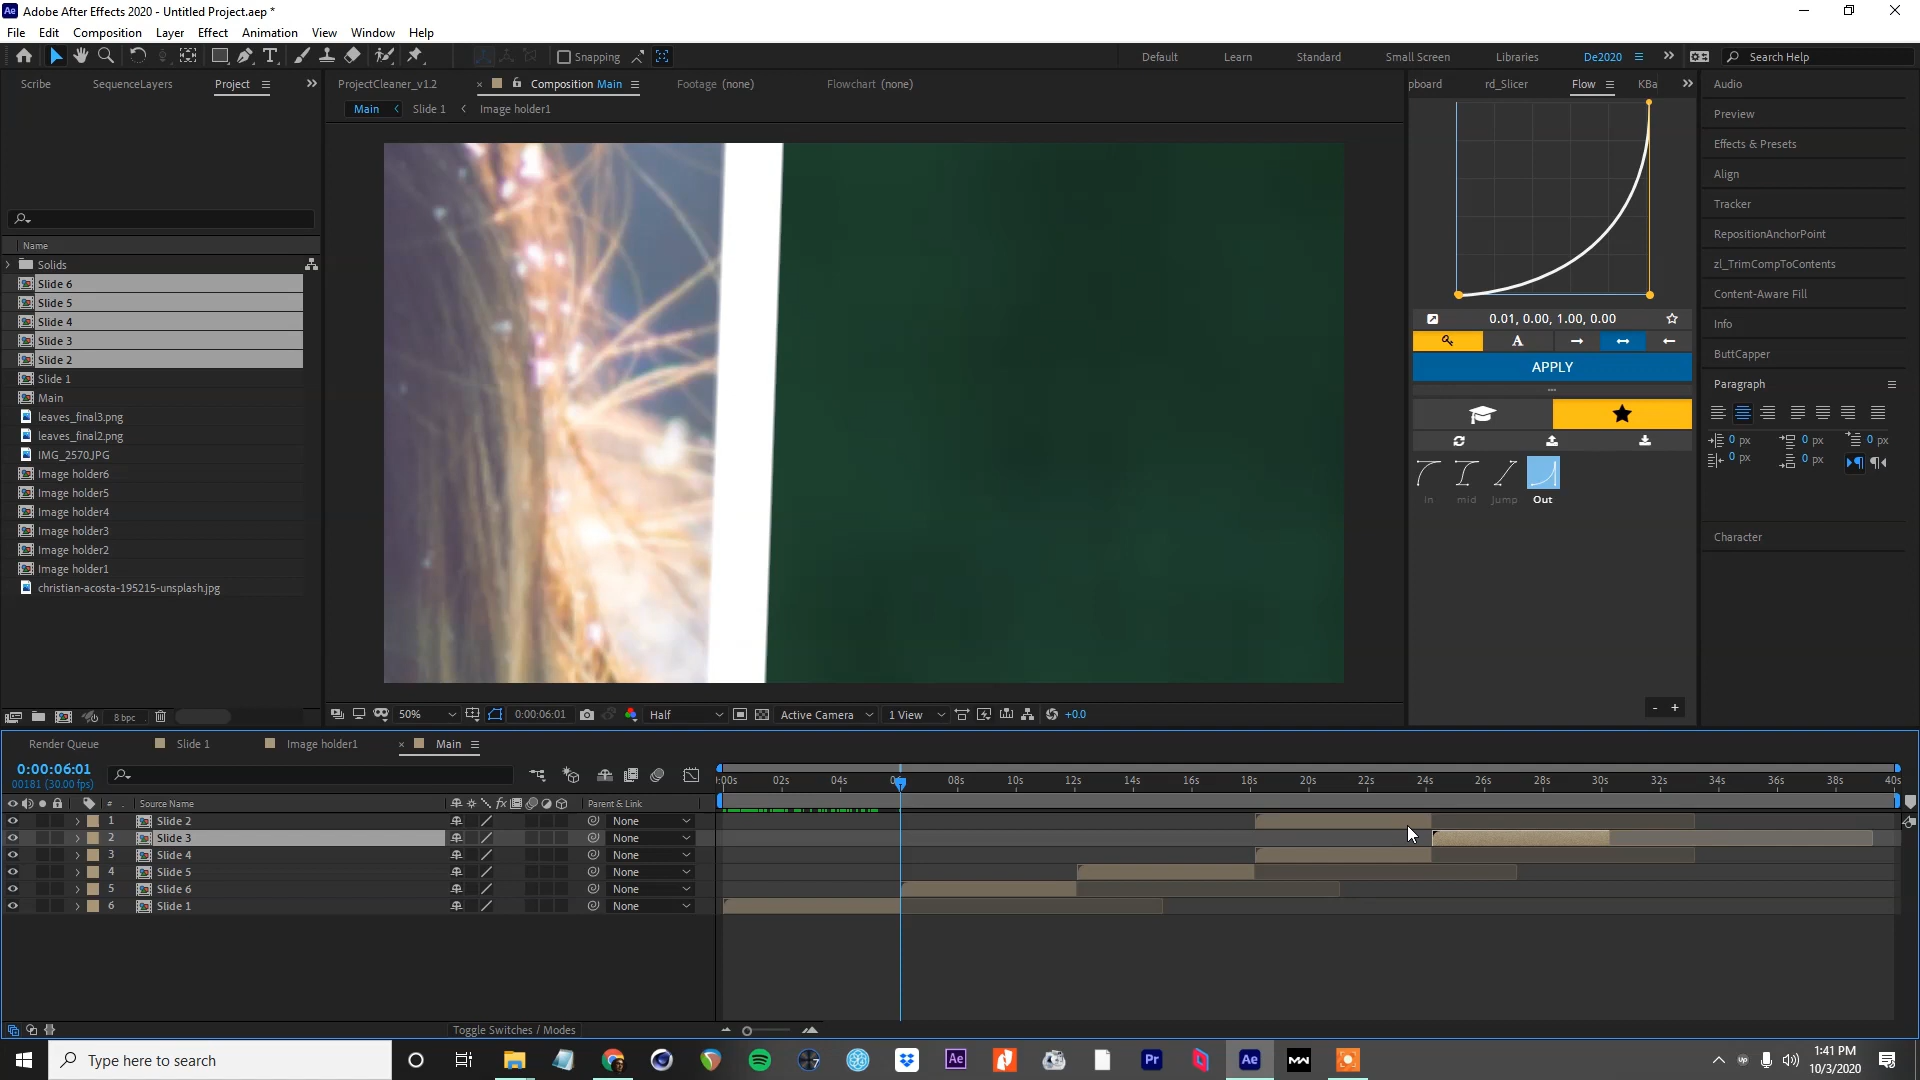 Adobe After Effects 2020 - Untitled Project.aep *
File Edit Composition Layer Effect Animation View Window Help
Snapping
Default Learn Standard Small Screen Libraries De2020 Search Help
Scribe SequenceLayers Project
ProjectCleaner_v1.2 Composition Main Footage (none) Flowchart (none)
pboard rd_Slicer Flow KBa
Main Slide 1 Image holder1
Audio
Preview
Effects & Presets
Align
Tracker
RepositionAnchorPoint
zl_TrimCompToContents
Content-Aware Fill
Info
ButtCapper
Paragraph
0 px 0 px 0 px
0 px 0 px
Character
Name
Solids
Slide 6
Slide 5
Slide 4
Slide 3
Slide 2
Slide 1
Main
leaves_final3.png
leaves_final2.png
IMG_2570.JPG
Image holder6
Image holder5
Image holder4
Image holder3
Image holder2
Image holder1
christian-acosta-195215-unsplash.jpg
8 bpc
0.01, 0.00, 1.00, 0.00
A
APPLY
in mid Jump Out
- +
50% 0:00:06:01 Half Active Camera 1 View +0.0
Render Queue Slide 1 Image holder1 Main
0:00:06:01
00181 (30.00 fps)
:00s 02s 04s 08s 10s 12s 14s 16s 18s 20s 22s 24s 26s 28s 30s 32s 34s 36s 38s 40s
# Source Name fx Parent & Link
1 Slide 2 None
2 Slide 3 None
3 Slide 4 None
4 Slide 5 None
5 Slide 6 None
6 Slide 1 None
Toggle Switches / Modes
Type here to search
7 Ae Pr Ae MW up
1:41 PM
10/3/2020